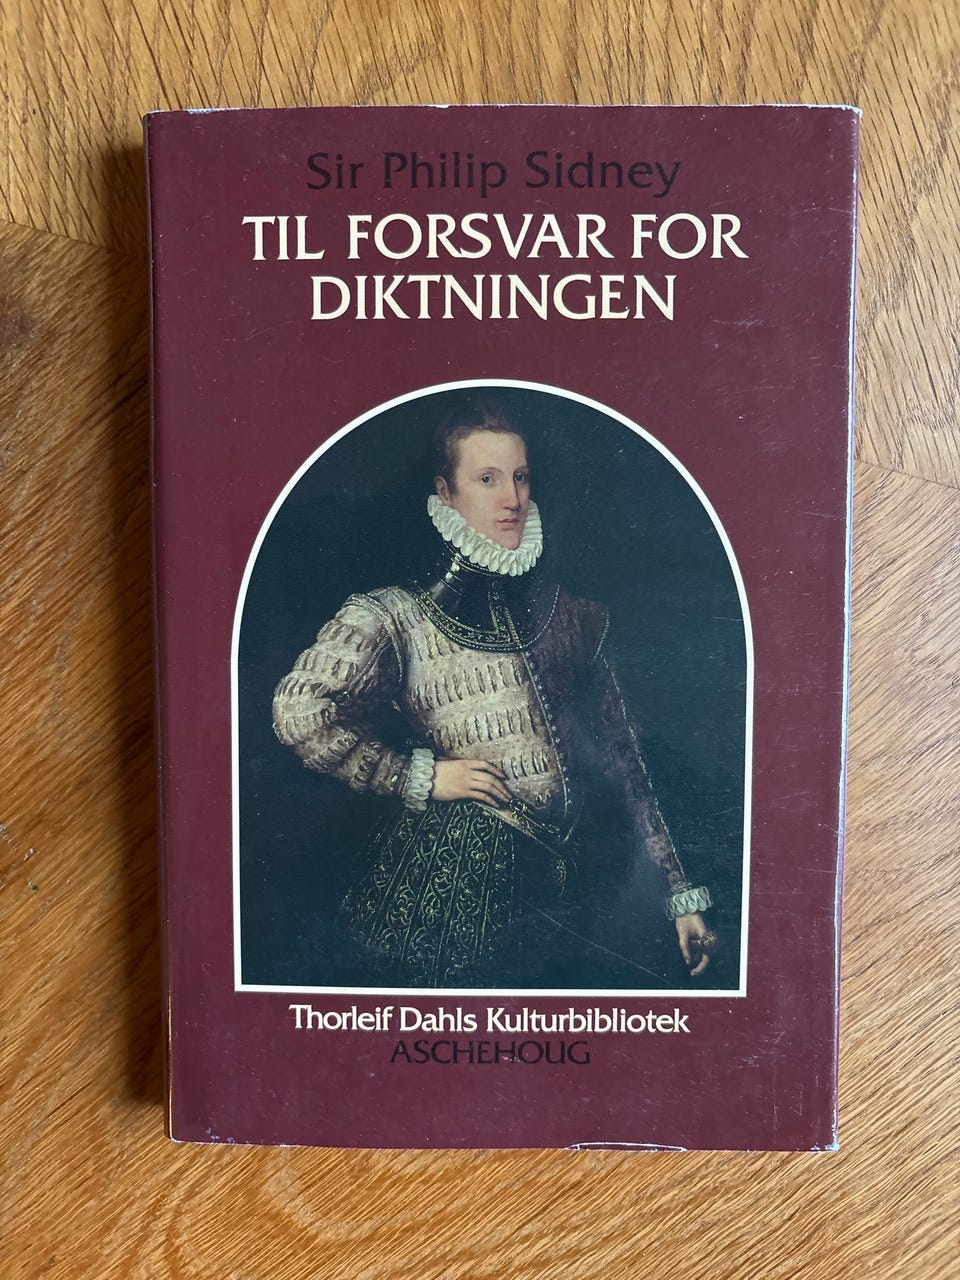 Sir Philip Sidney
TIL FORSVAR FOR
DIKTNINGEN
Thorleif Dahls Kulturbibliotek
ASCHEHOUG